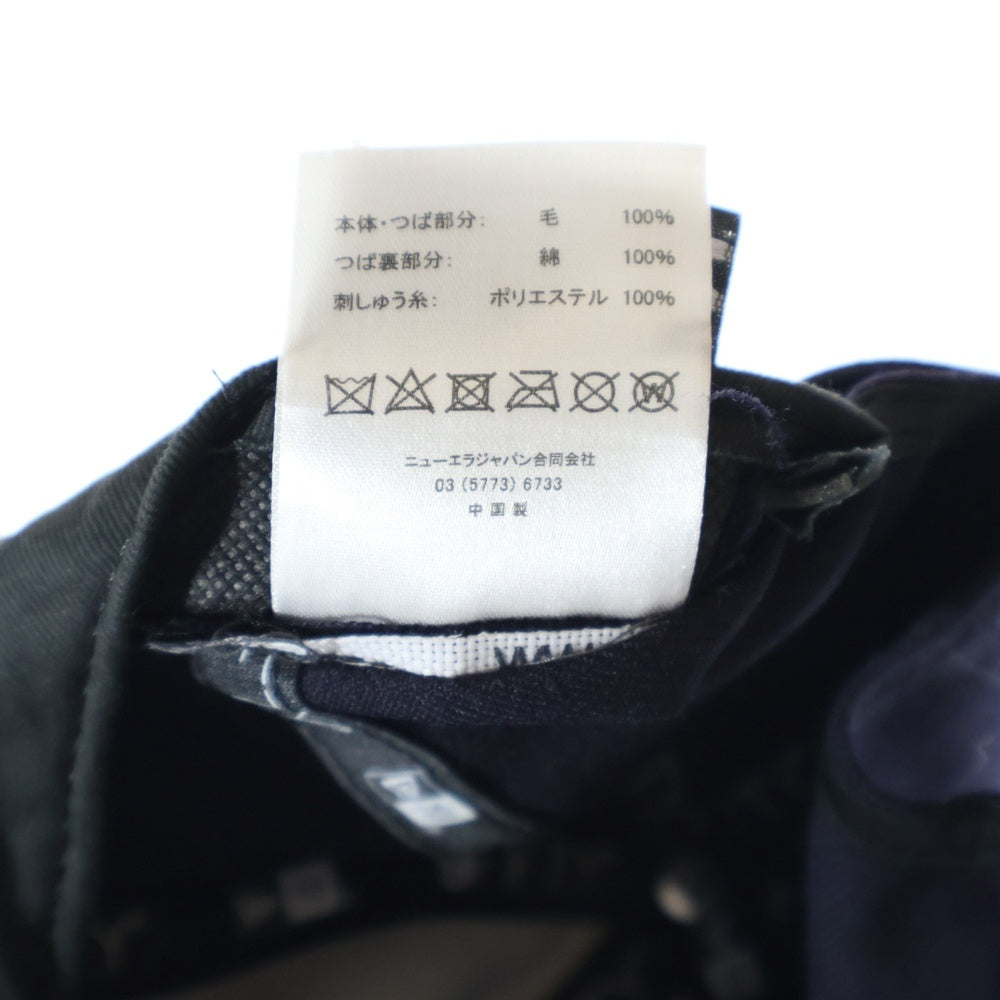 本体・つば部分: 毛 100%
つば裏部分: 綿 100%
刺しゅう糸: ポリエステル 100%
W
ニューエラジャパン合同会社
03 (5773) 6733
中国製